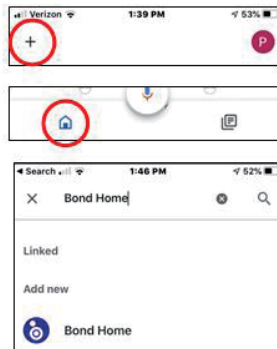 Verizon 1:39 PM 53%
+ P
Search 1:46 PM 52%
Bond Home
Linked
Add new
Bond Home